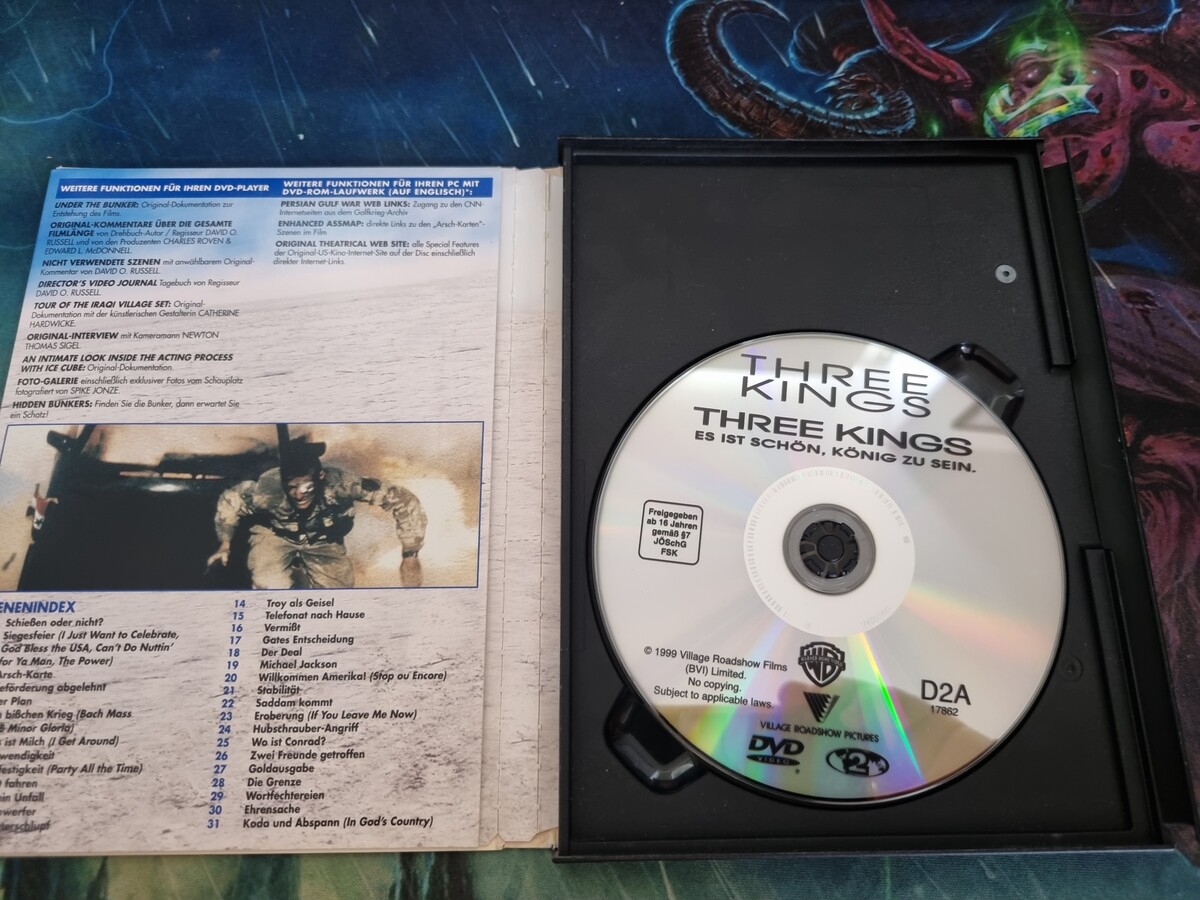 WEITERE FUNKTIONEN FÜR IHREN DVD-PLAYER
UNDER THE BUNKER: Original-Dokumentation zur
Entstehung des Films.
ORIGINAL-KOMMENTARE ÜBER DIE GESAMTE
FILMLÄNGE von Drehbuch-Autor / Regisseur DAVID O.
RUSSELL und von den Produzenten CHARLES ROVEN &
EDWARD L. McDONNELL.
NICHT VERWENDETE SZENEN mit anwählbarem Original-
Kommentar von DAVID O. RUSSELL.
DIRECTOR'S VIDEO JOURNAL Tagebuch von Regisseur
DAVID O. RUSSELL.
TOUR OF THE IRAQI VILLAGE SET: Original-
Dokumentation mit der künstlerischen Gestalterin CATHERINE
HARDWICKE.
ORIGINAL-INTERVIEW mit Kameramann NEWTON
THOMAS SIGEL.
AN INTIMATE LOOK INSIDE THE ACTING PROCESS
WITH ICE CUBE: Original-Dokumentation.
FOTO-GALERIE einschließlich exklusiver Fotos vom Schauplatz
fotografiert von SPIKE JONZE.
HIDDEN BUNKERS: Finden Sie die Bunker, dann erwartet Sie
ein Schatz!
WEITERE FUNKTIONEN FÜR IHREN PC MIT
DVD-ROM-LAUFWERK (AUF ENGLISCH)*:
PERSIAN GULF WAR WEB LINKS: Zugang zu den CNN-
Internetseiten aus dem Golfkrieg-Archiv
ENHANCED ASSMAP: direkte Links zu den „Arsch-Karten"-
Szenen im Film
ORIGINAL THEATRICAL WEB SITE: alle Special Features
der Original-US-Kino-Internet-Site auf der Disc einschließlich
direkter Internet-Links.
ENENINDEX
Schießen oder nicht?
Siegesfeier (I Just Want to Celebrate,
God Bless the USA, Can't Do Nuttin'
for Ya Man, The Power)
Arsch-Karte
eförderung abgelehnt
er Plan
bißchen Krieg (Bach Mass
Minor Gloria)
ist Milch (I Get Around)
wendigkeit
estigkeit (Party All the Time)
fahren
ein Unfall
ewerfer
terschlupf
14 Troy als Geisel
15 Telefonat nach Hause
16 Vermißt
17 Gates Entscheidung
18 Der Deal
19 Michael Jackson
20 Willkommen Amerika! (Stop ou Encore)
21 Stabilität
22 Saddam kommt
23 Eroberung (If You Leave Me Now)
24 Hubschrauber-Angriff
25 Wo ist Conrad?
26 Zwei Freunde getroffen
27 Goldausgabe
28 Die Grenze
29 Wortfechtereien
30 Ehrensache
31 Koda und Abspann (In God's Country)
THREE
KINGS
THREE KINGS
ES IST SCHÖN, KÖNIG ZU SEIN.
Freigegeben
ab 16 Jahren
gemäß §7
JÖSchG
FSK
© 1999 Village Roadshow Films
(BVI) Limited.
No copying.
Subject to applicable laws.
WB
VILLAGE ROADSHOW PICTURES
DVD
VIDEO
2
D2A
17862